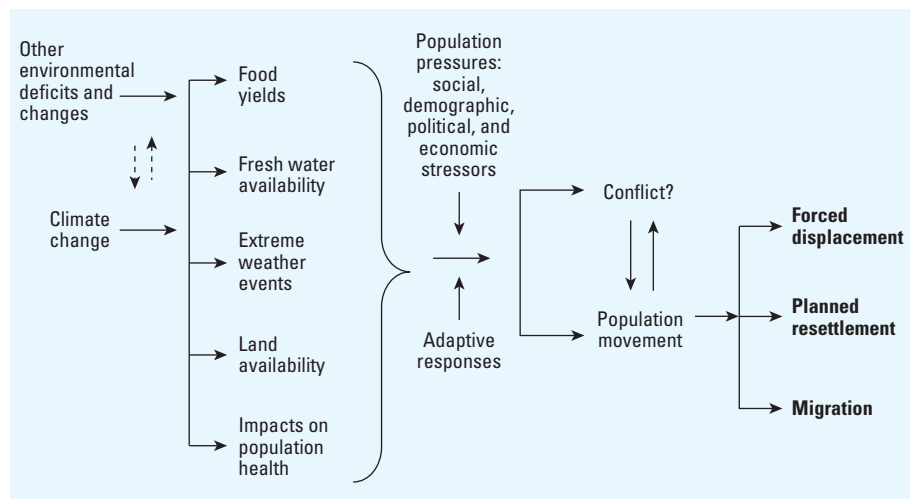 Other
environmental
deficits and
changes
Climate
change
Food
yields
Fresh water
availability
Extreme
weather
events
Land
availability
Impacts on
population
health
Population
pressures:
social,
demographic,
political, and
economic
stressors
Adaptive
responses
Conflict?
Population
movement
Forced
displacement
Planned
resettlement
Migration